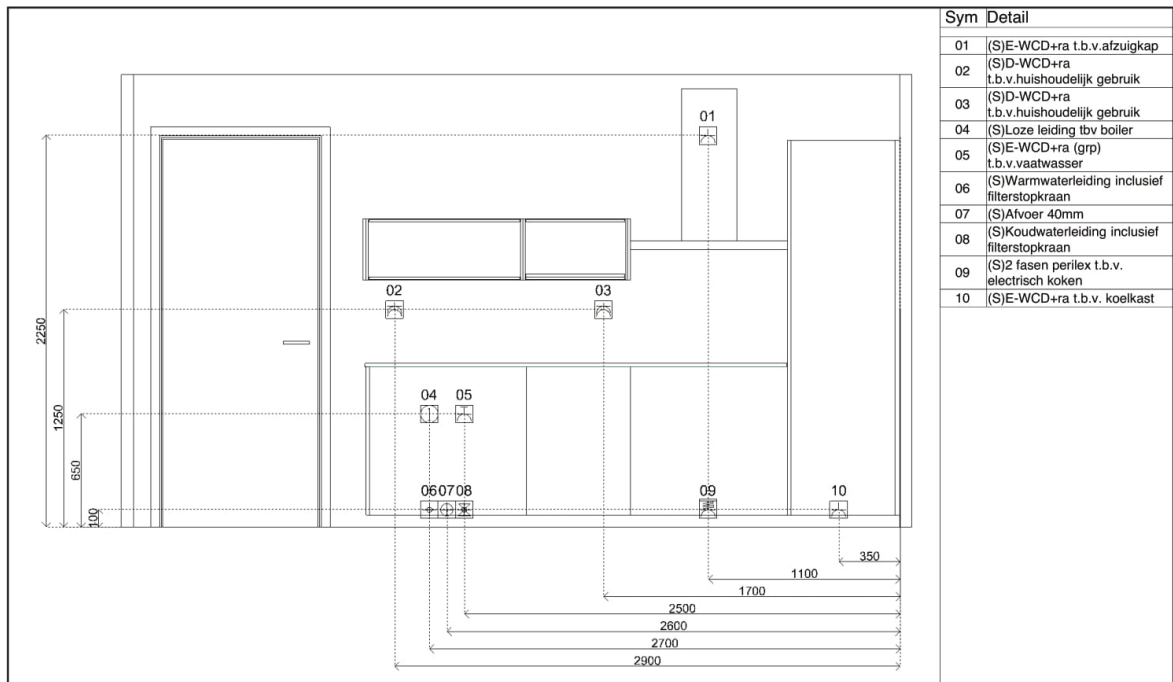 Sym Detail
01 (S)E-WCD+ra t.b.v.afzuigkap
02 (S)D-WCD+ra
t.b.v.huishoudelijk gebruik
03 (S)D-WCD+ra
t.b.v.huishoudelijk gebruik
04 (S)Loze leiding tbv boiler
05 (S)E-WCD+ra (grp)
t.b.v.vaatwasser
06 (S)Warmwaterleiding inclusief
filterstopkraan
07 (S)Afvoer 40mm
08 (S)Koudwaterleiding inclusief
filterstopkraan
09 (S)2 fasen perilex t.b.v.
electrisch koken
10 (S)E-WCD+ra t.b.v. koelkast
01
02 03
04 05
06 07 08 09 10
2250
1250
650
100
350
1100
1700
2500
2600
2700
2900